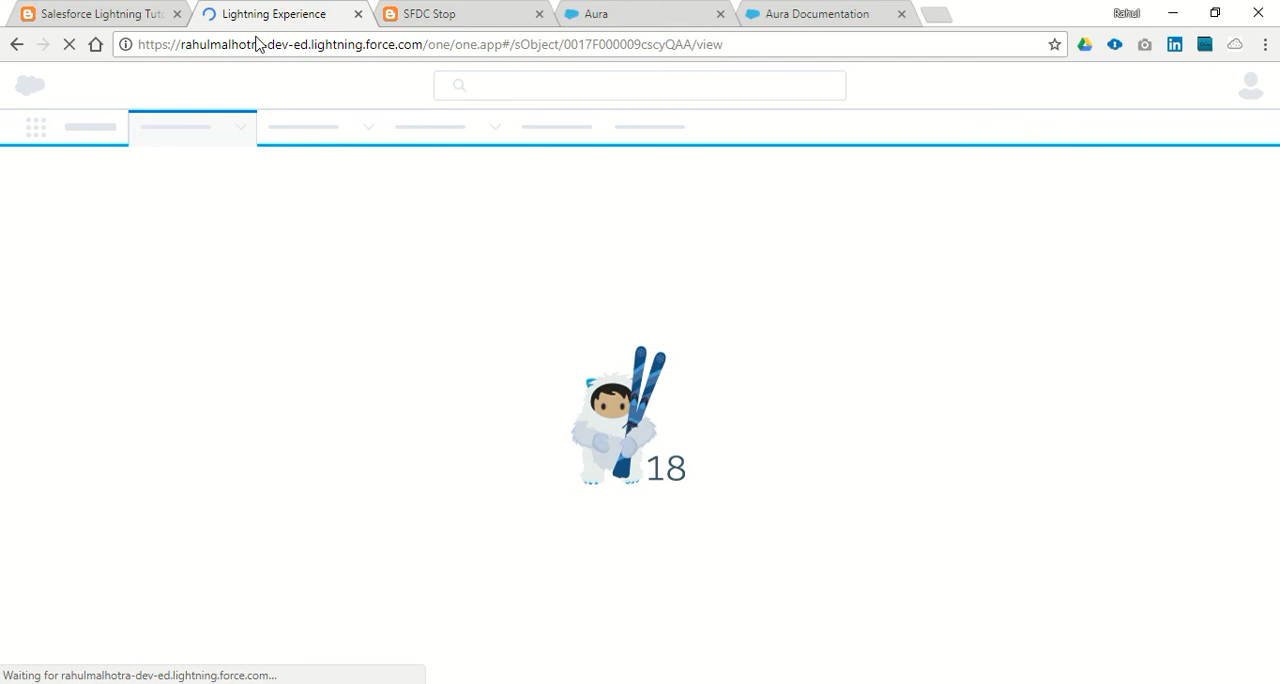 Salesforce Lightning Tuto
Lightning Experience
SFDC Stop
Aura
Aura Documentation
Rahul
https://rahulmalhotra-dev-ed.lightning.force.com/one/one.app#/sObject/0017F000009cscyQAA/view
18
Waiting for rahulmalhotra-dev-ed.lightning.force.com...